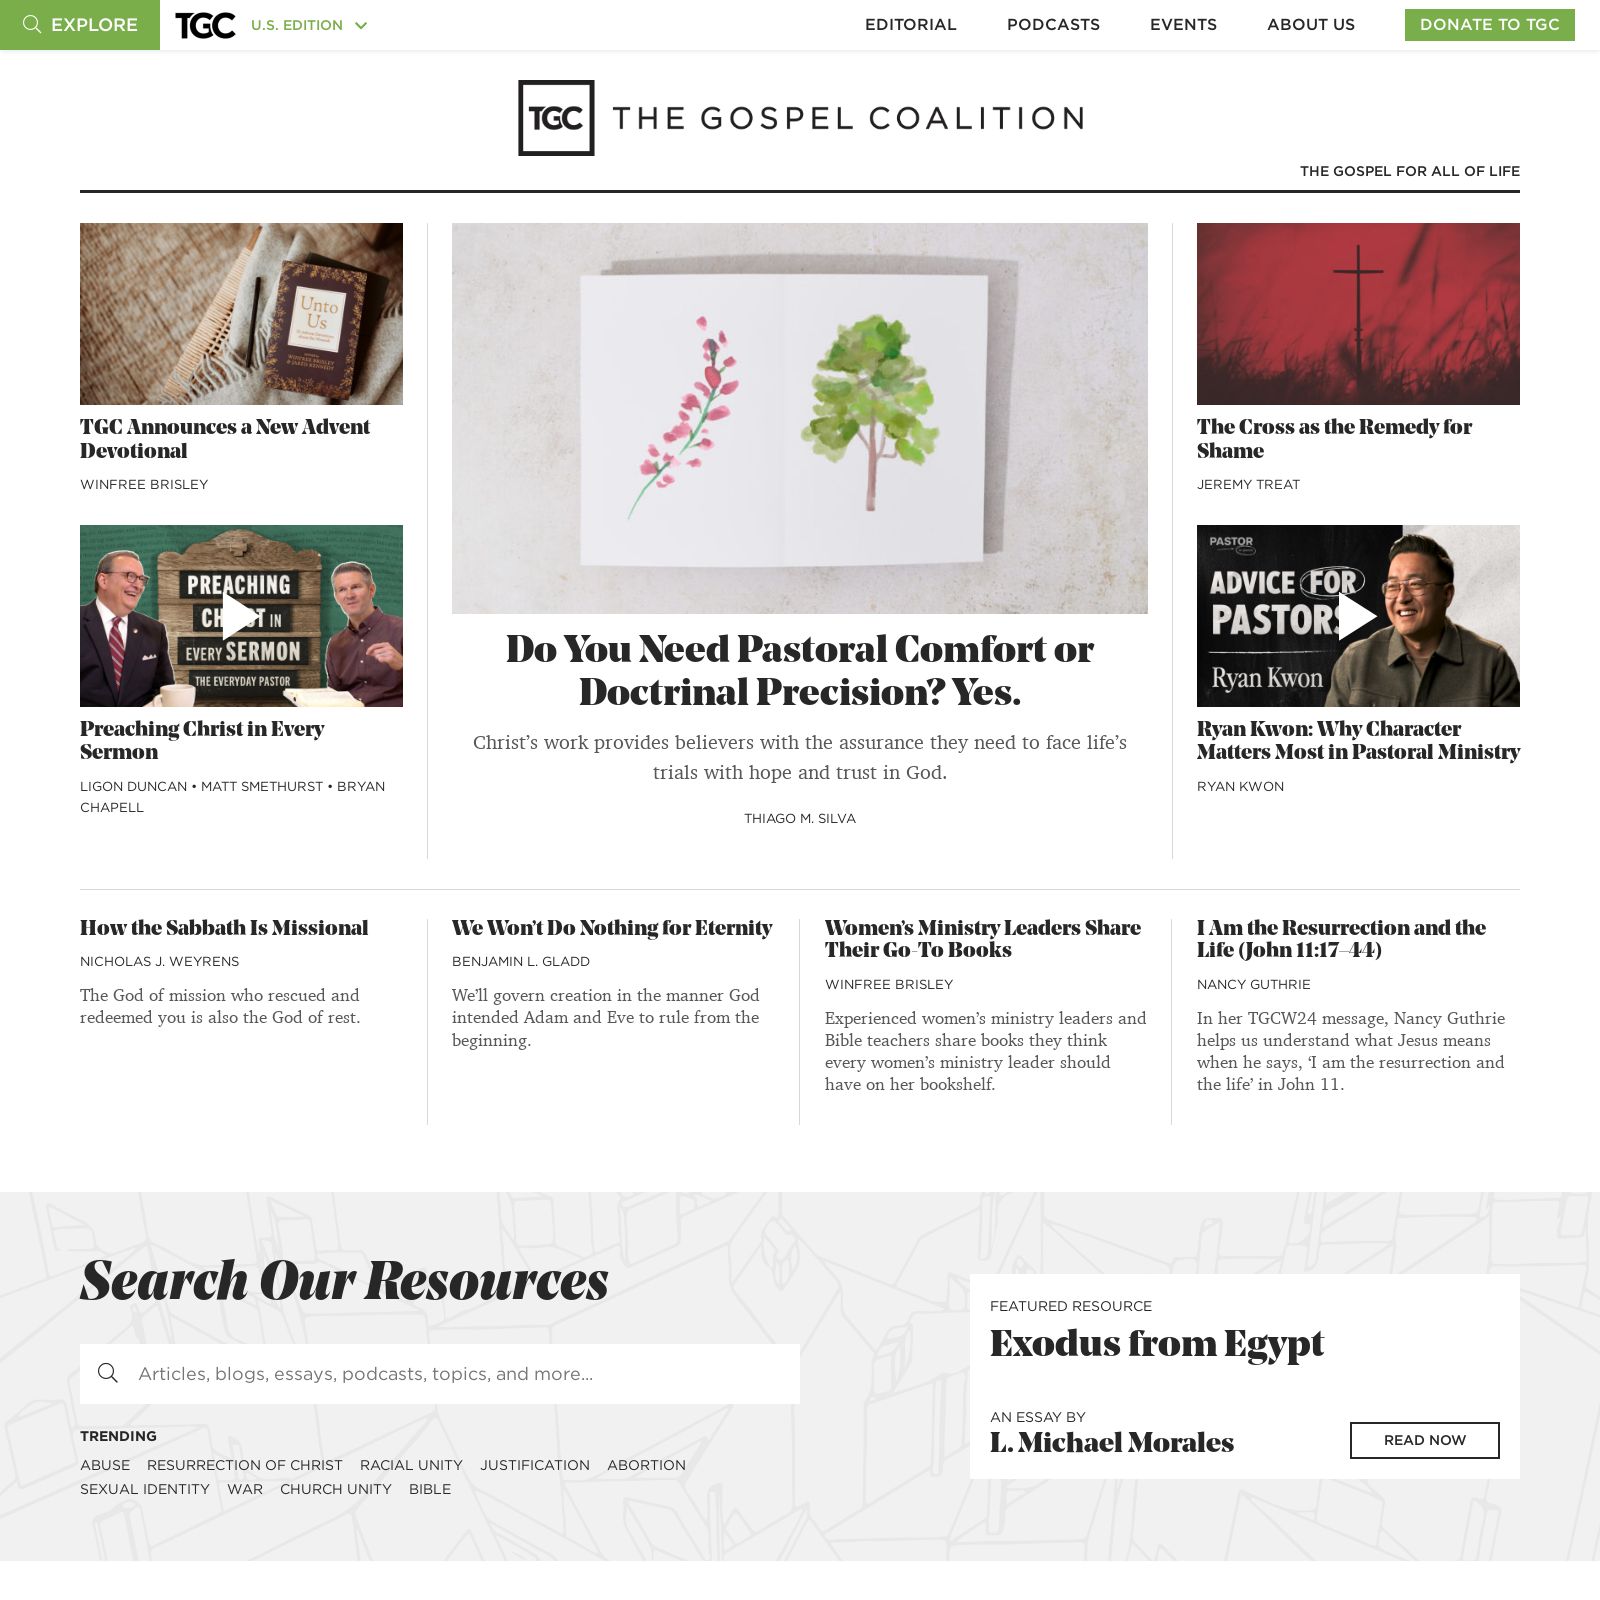 EXPLORE
TGC
U.S. EDITION
EDITORIAL
PODCASTS
EVENTS
ABOUT US
DONATE TO TGC
TGC THE GOSPEL COALITION
THE GOSPEL FOR ALL OF LIFE
Unto
Us
WINFREE BRISLEY
& JARED KENNEDY
TGC Announces a New Advent
Devotional
WINFREE BRISLEY
PREACHING
CHRIST IN
EVERY SERMON
THE EVERYDAY PASTOR
Preaching Christ in Every
Sermon
LIGON DUNCAN • MATT SMETHURST • BRYAN
CHAPELL
Do You Need Pastoral Comfort or
Doctrinal Precision? Yes.
Christ’s work provides believers with the assurance they need to face life’s
trials with hope and trust in God.
THIAGO M. SILVA
The Cross as the Remedy for
Shame
JEREMY TREAT
PASTOR
ADVICE FOR
PASTORS
Ryan Kwon
Ryan Kwon: Why Character
Matters Most in Pastoral Ministry
RYAN KWON
How the Sabbath Is Missional
NICHOLAS J. WEYRENS
The God of mission who rescued and
redeemed you is also the God of rest.
We Won’t Do Nothing for Eternity
BENJAMIN L. GLADD
We’ll govern creation in the manner God
intended Adam and Eve to rule from the
beginning.
Women’s Ministry Leaders Share
Their Go-To Books
WINFREE BRISLEY
Experienced women’s ministry leaders and
Bible teachers share books they think
every women’s ministry leader should
have on her bookshelf.
I Am the Resurrection and the
Life (John 11:17–44)
NANCY GUTHRIE
In her TGCW24 message, Nancy Guthrie
helps us understand what Jesus means
when he says, ‘I am the resurrection and
the life’ in John 11.
Search Our Resources
Articles, blogs, essays, podcasts, topics, and more...
TRENDING
ABUSE RESURRECTION OF CHRIST RACIAL UNITY JUSTIFICATION ABORTION
SEXUAL IDENTITY WAR CHURCH UNITY BIBLE
FEATURED RESOURCE
Exodus from Egypt
AN ESSAY BY
L. Michael Morales
READ NOW